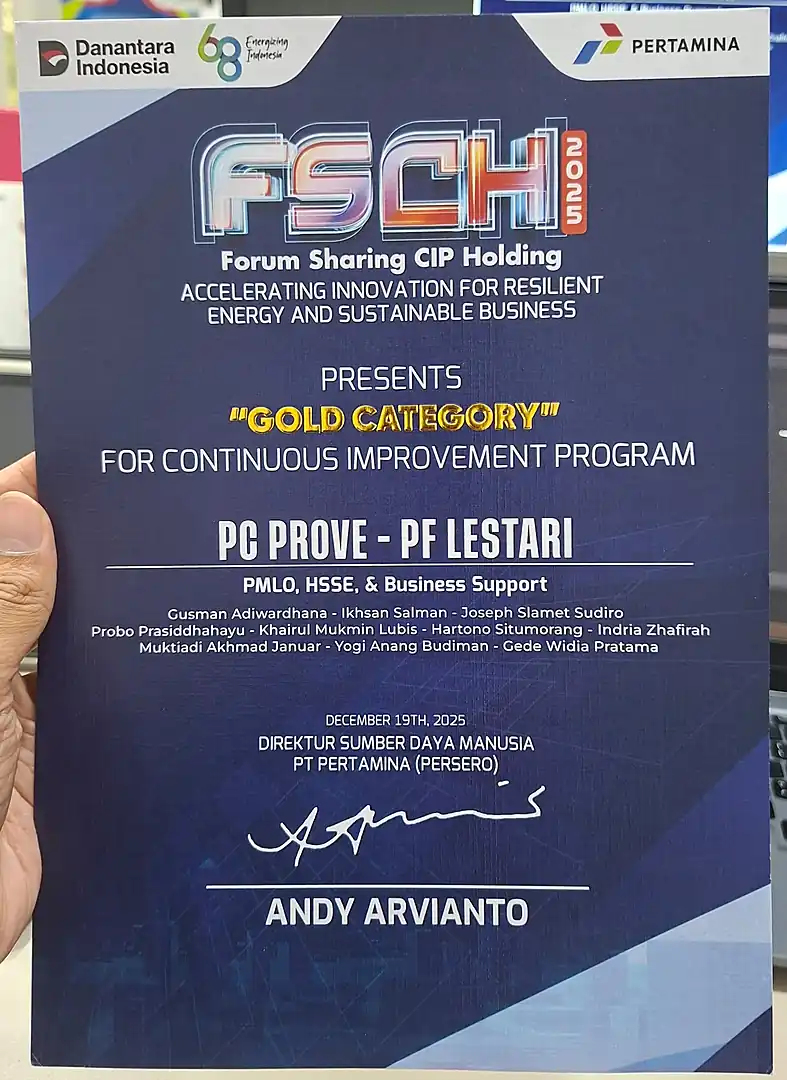 Danantara
Indonesia
68
Energizing
Indonesia
PERTAMINA
FSCH
2025
Forum Sharing CIP Holding
ACCELERATING INNOVATION FOR RESILIENT
ENERGY AND SUSTAINABLE BUSINESS
PRESENTS
"GOLD CATEGORY"
FOR CONTINUOUS IMPROVEMENT PROGRAM
PC PROVE - PF LESTARI
PMLO, HSSE, & Business Support
Gusman Adiwardhana - Ikhsan Salman - Joseph Slamet Sudiro
Probo Prasiddhahayu - Khairul Mukmin Lubis - Hartono Situmorang - Indria Zhafirah
Muktiadi Akhmad Januar - Yogi Anang Budiman - Gede Widia Pratama
DECEMBER 19TH, 2025
DIREKTUR SUMBER DAYA MANUSIA
PT PERTAMINA (PERSERO)
ANDY ARVIANTO